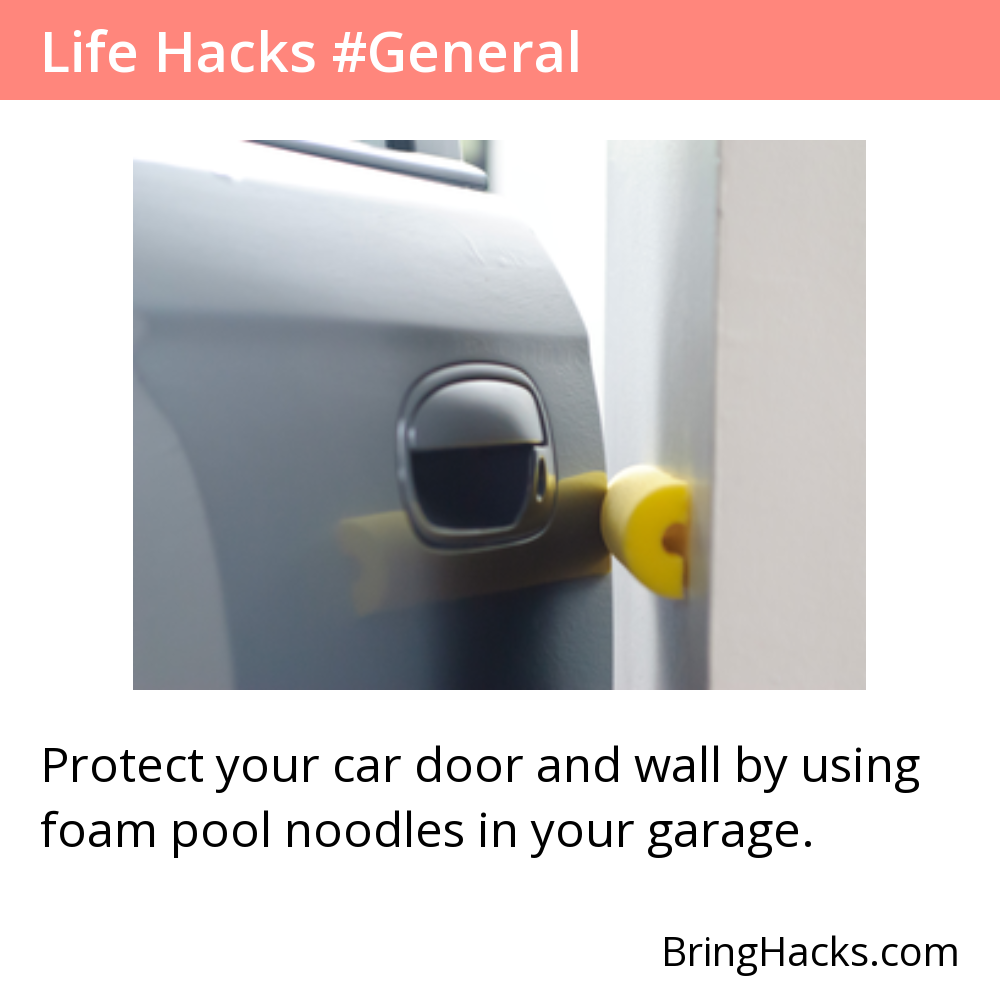 Life Hacks #General
Protect your car door and wall by using
foam pool noodles in your garage.
BringHacks.com